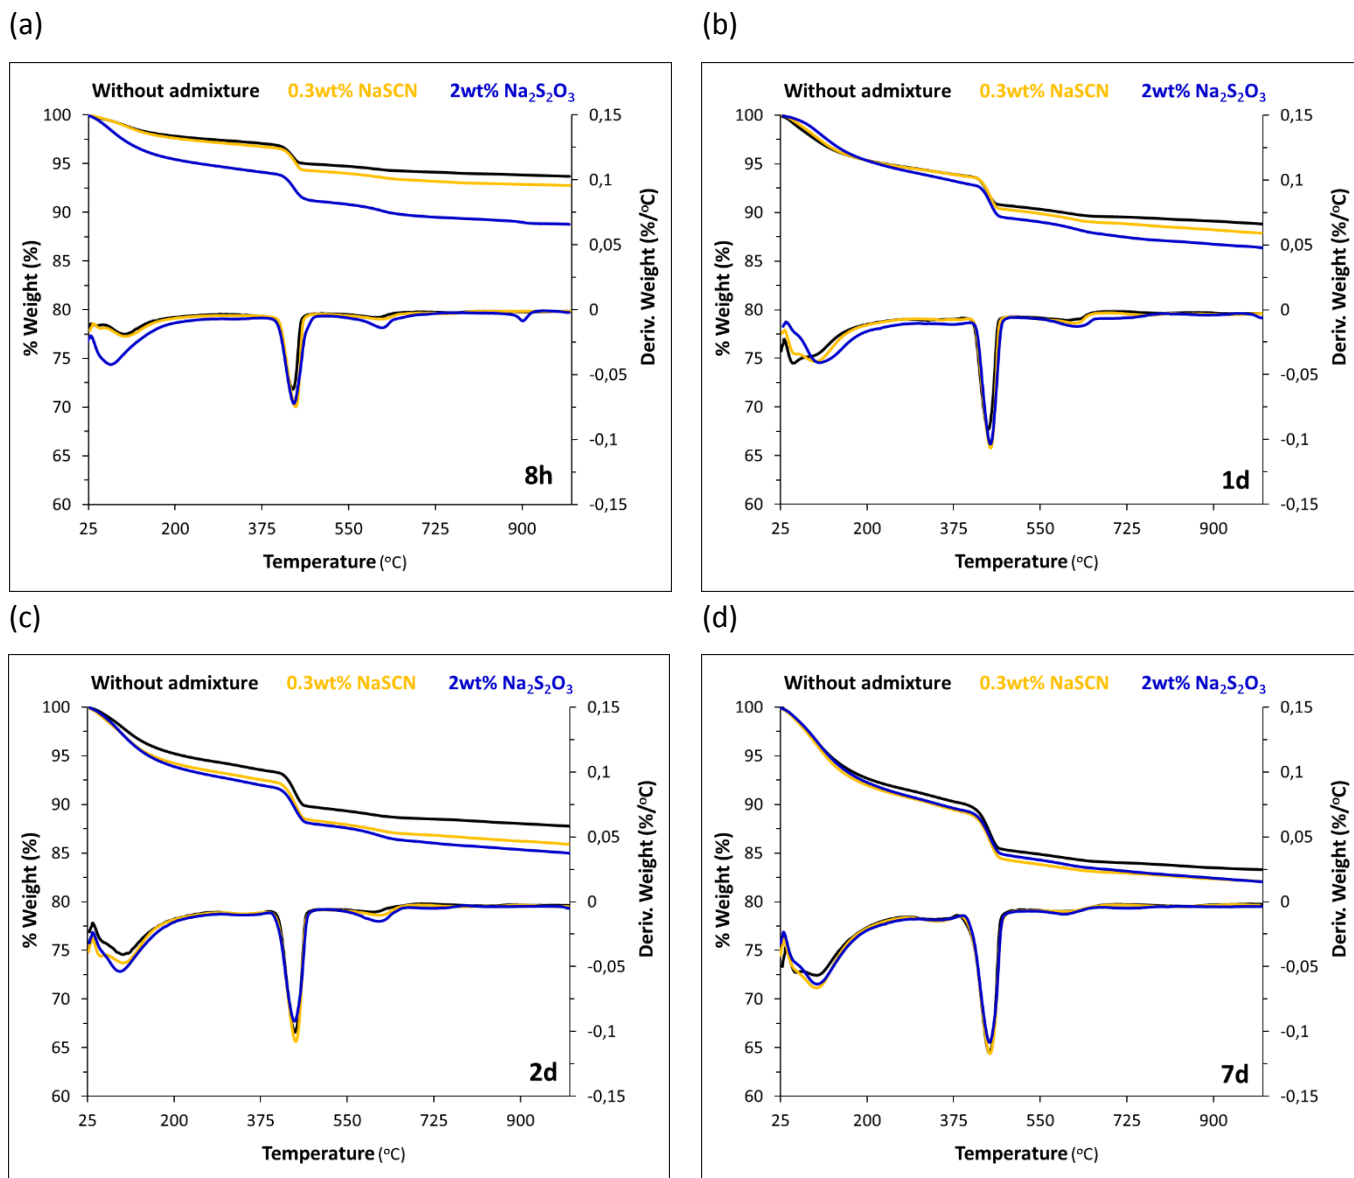 (a)
Without admixture 0.3wt% NaSCN 2wt% Na₂S₂O₃
100
95
90
85
80
75
70
65
60
% Weight (%)
0,15
0,1
0,05
0
-0,05
-0,1
-0,15
Deriv. Weight (%/°C)
8h
25 200 375 550 725 900
Temperature (°C)
(b)
Without admixture 0.3wt% NaSCN 2wt% Na₂S₂O₃
100
95
90
85
80
75
70
65
60
% Weight (%)
0,15
0,1
0,05
0
-0,05
-0,1
-0,15
Deriv. Weight (%/°C)
1d
25 200 375 550 725 900
Temperature (°C)
(c)
Without admixture 0.3wt% NaSCN 2wt% Na₂S₂O₃
100
95
90
85
80
75
70
65
60
% Weight (%)
0,15
0,1
0,05
0
-0,05
-0,1
-0,15
Deriv. Weight (%/°C)
2d
25 200 375 550 725 900
Temperature (°C)
(d)
Without admixture 0.3wt% NaSCN 2wt% Na₂S₂O₃
100
95
90
85
80
75
70
65
60
% Weight (%)
0,15
0,1
0,05
0
-0,05
-0,1
-0,15
Deriv. Weight (%/°C)
7d
25 200 375 550 725 900
Temperature (°C)